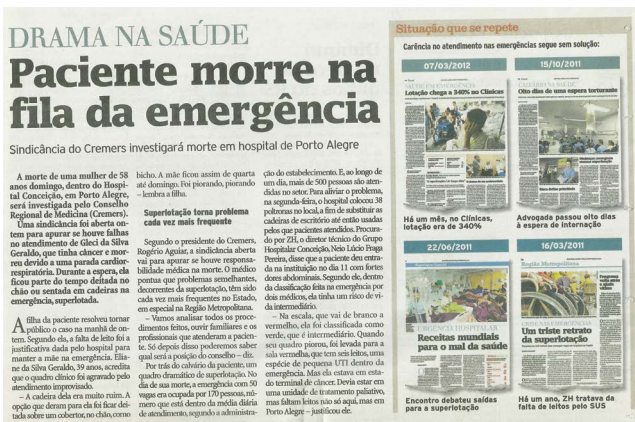 DRAMA NA SAÚDE
Paciente morre na
fila da emergência
Sindicância do Cremers investigará morte em hospital de Porto Alegre
A morte de uma mulher de 58
anos domingo, dentro do Hospi-
tal Conceição, em Porto Alegre,
será investigada pelo Conselho
Regional de Medicina (Cremers).
Uma sindicância foi aberta on-
tem para apurar se houve falhas
no atendimento de Gleci da Silva
Geraldo, que tinha câncer e mor-
reu devido a uma parada cardior-
respiratória. Durante a espera, ela
ficou parte do tempo deitada no
chão ou sentada em cadeiras na
emergência, superlotada.
A filha da paciente resolveu tornar
público o caso na manhã de on-
tem. Segundo ela, a falta de leito foi a
justificativa dada pelo hospital para
manter a mãe na emergência. Elia-
ne da Silva Geraldo, 39 anos, acredita
que o quadro clínico foi agravado pelo
atendimento improvisado.
– A cadeira dela era muito ruim. A
opção que deram para ela foi ficar dei-
tada sobre um cobertor, no chão, como
bicho. A mãe ficou assim de quarta
até domingo. Foi piorando, piorando
– lembra a filha.
Superlotação torna problema
cada vez mais frequente
Segundo o presidente do Cremers,
Rogério Aguiar, a sindicância aberta
vai para apurar se houve responsa-
bilidade médica na morte. O médico
pontua que problemas semelhantes,
decorrentes da superlotação, têm sido
cada vez mais frequentes no Estado,
em especial na Região Metropolitana.
– Vamos analisar todos os proce-
dimentos feitos, ouvir familiares e os
profissionais que atenderam a pacien-
te. Só depois disso poderemos saber
qual será a posição do conselho – diz.
Por trás do calvário da paciente, um
quadro dramático de superlotação. No
dia de sua morte, a emergência com 50
vagas era ocupada por 170 pessoas, nú-
mero que está dentro da média diária
de atendimento, segundo a administra-
ção do estabelecimento. E, ao longo de
um dia, mais de 500 pessoas são aten-
didas no setor. Para aliviar o problema,
na segunda-feira, o hospital colocou 38
poltronas no local, a fim de substituir as
cadeiras de escritório até então usadas
pelos que pacientes atendidos. Procura-
do por ZH, o diretor técnico do Grupo
Hospitalar Conceição, Neio Lúcio Fraga
Pereira, disse que a paciente deu entra-
da na instituição no dia 11 com fortes
dores abdominais. Segundo ele, dentro
da classificação feita na emergência por
dois médicos, ela tinha um risco de vi-
da intermediário.
– Na escala, que vai de branco a
vermelho, ela foi classificada como
verde, que é intermediário. Quando
seu quadro piorou, foi levada para a
sala vermelha, que tem seis leitos, uma
espécie de pequena UTI dentro da
emergência. Mas ela estava em esta-
do terminal de câncer. Devia estar em
uma unidade de tratamento paliativo,
mas faltam leitos não só aqui, mas em
Porto Alegre – justificou ele.
Situação que se repete
Carência no atendimento nas emergências segue sem solução:
07/03/2012
Lotação chega a 340% no Clínicas
Há um mês, no Clínicas,
lotação era de 340%
15/10/2011
Oito dias de uma espera torturante
Advogada passou oito dias
à espera de internação
22/06/2011
URGÊNCIA HOSPITALAR
Receitas mundiais
para o mal da saúde
Encontro debateu saídas
para a superlotação
16/03/2011
Região Metropolitana
Um triste retrato
da superlotação
Há um ano, ZH tratava da
falta de leitos pelo SUS